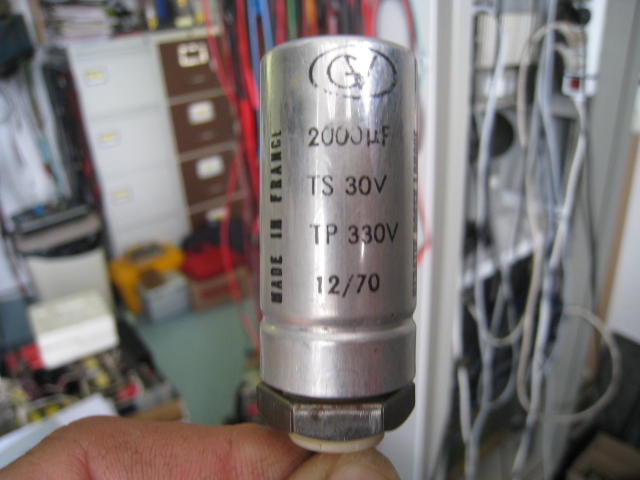 2000µF
TS 30V
TP 330V
12/70
MADE IN FRANCE